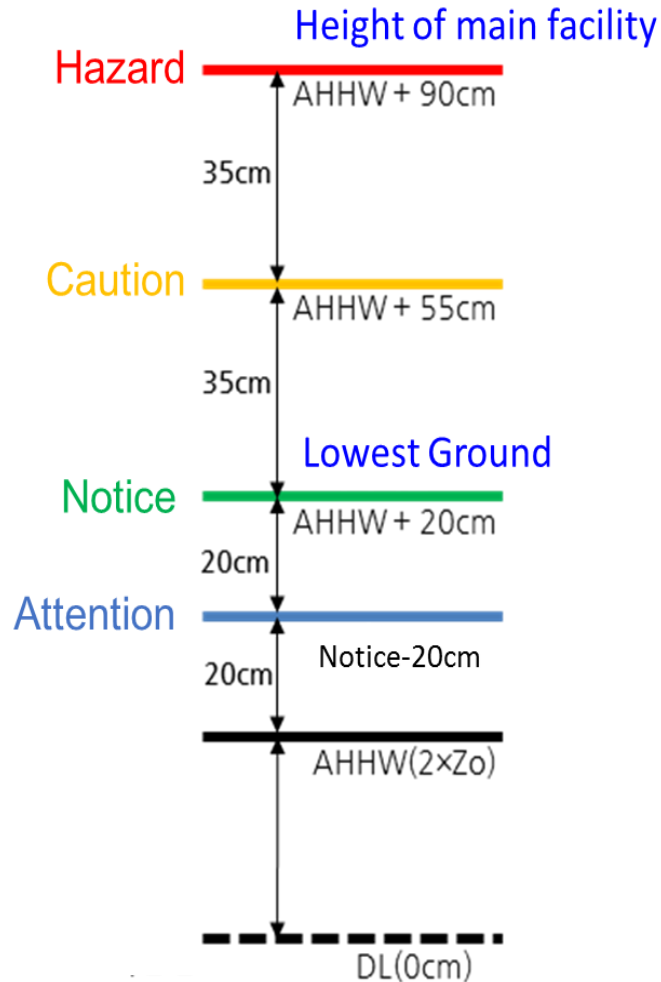 Height of main facility
Hazard
AHHW + 90cm
35cm
Caution
AHHW + 55cm
35cm
Lowest Ground
Notice
AHHW + 20cm
20cm
Attention
Notice-20cm
20cm
AHHW(2×Zo)
DL(0cm)